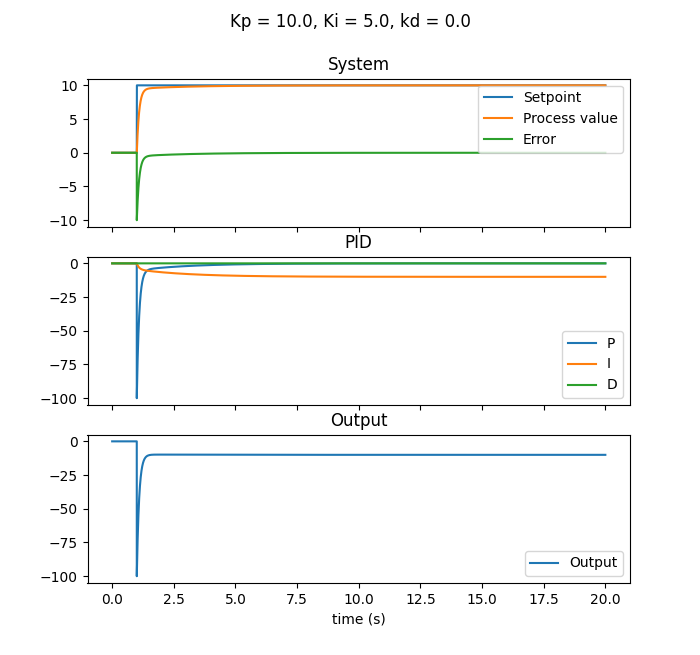 Kp = 10.0, Ki = 5.0, kd = 0.0
System
10
5
0
−5
−10
Setpoint
Process value
Error
PID
0
−25
−50
−75
−100
P
I
D
Output
0
−25
−50
−75
−100
Output
0.0 2.5 5.0 7.5 10.0 12.5 15.0 17.5 20.0
time (s)